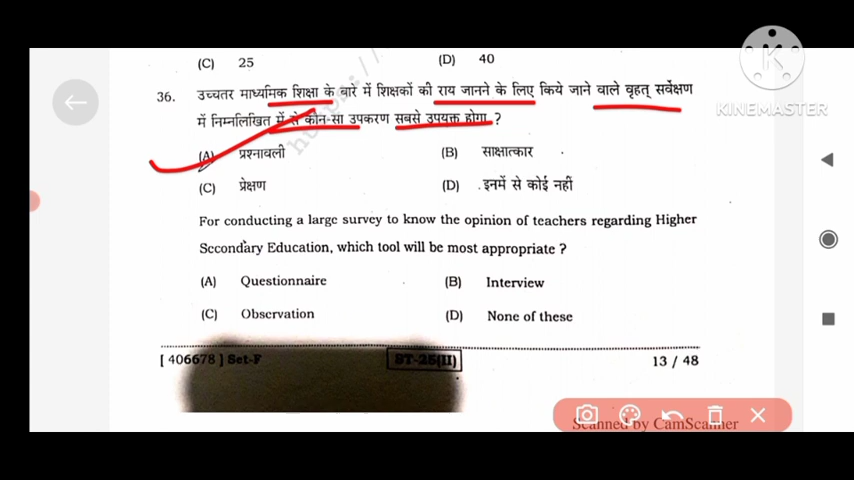 (C) 25 (D) 40
36. उच्चतर माध्यमिक शिक्षा के बारे में शिक्षकों की राय जानने के लिए किये जाने वाले वृहत् सर्वेक्षण
में निम्नलिखित में से कौन-सा उपकरण सबसे उपयुक्त होगा ?
(A) प्रश्नावली (B) साक्षात्कार
(C) प्रेक्षण (D) इनमें से कोई नहीं
For conducting a large survey to know the opinion of teachers regarding Higher
Secondary Education, which tool will be most appropriate ?
(A) Questionnaire (B) Interview
(C) Observation (D) None of these
[ 406678 ] Set-F ST-25(II) 13 / 48
Scanned by CamScanner
KINEMASTER